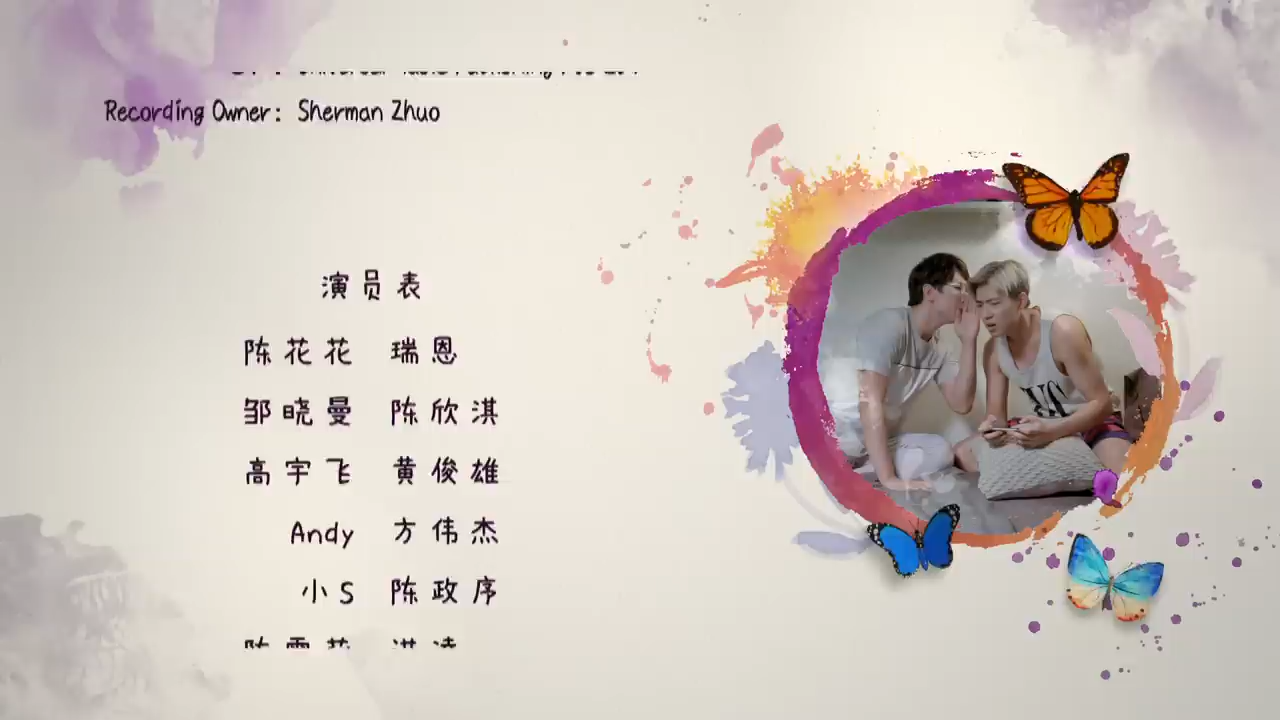 Recording Owner: Sherman Zhuo
演员表
陈花花 瑞恩
邹晓曼 陈欣淇
高宇飞 黄俊雄
Andy 方伟杰
小S 陈政序